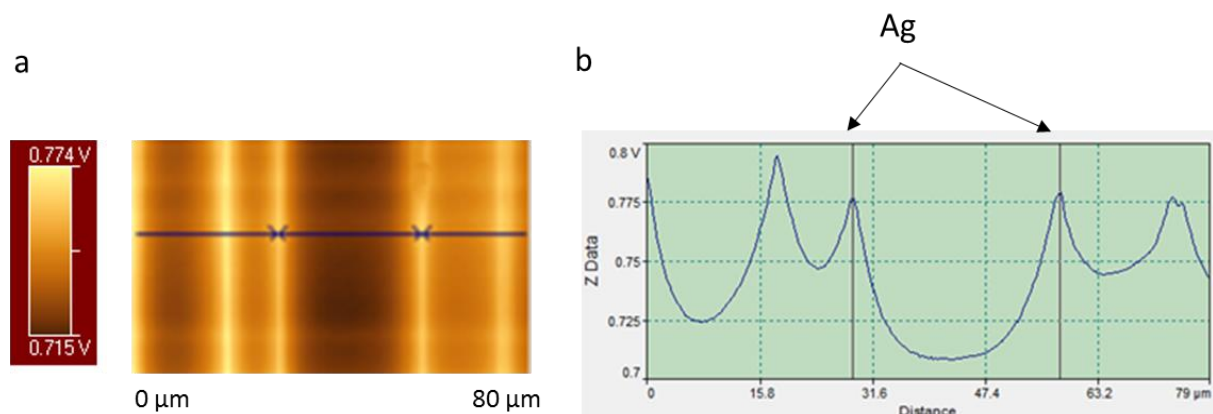 a
0.774 V
0.715 V
0 µm
80 µm
b
Ag
Z Data
0.8 V
0.775
0.75
0.725
0.7
0
15.8
31.6
47.4
63.2
79 µm
Distance